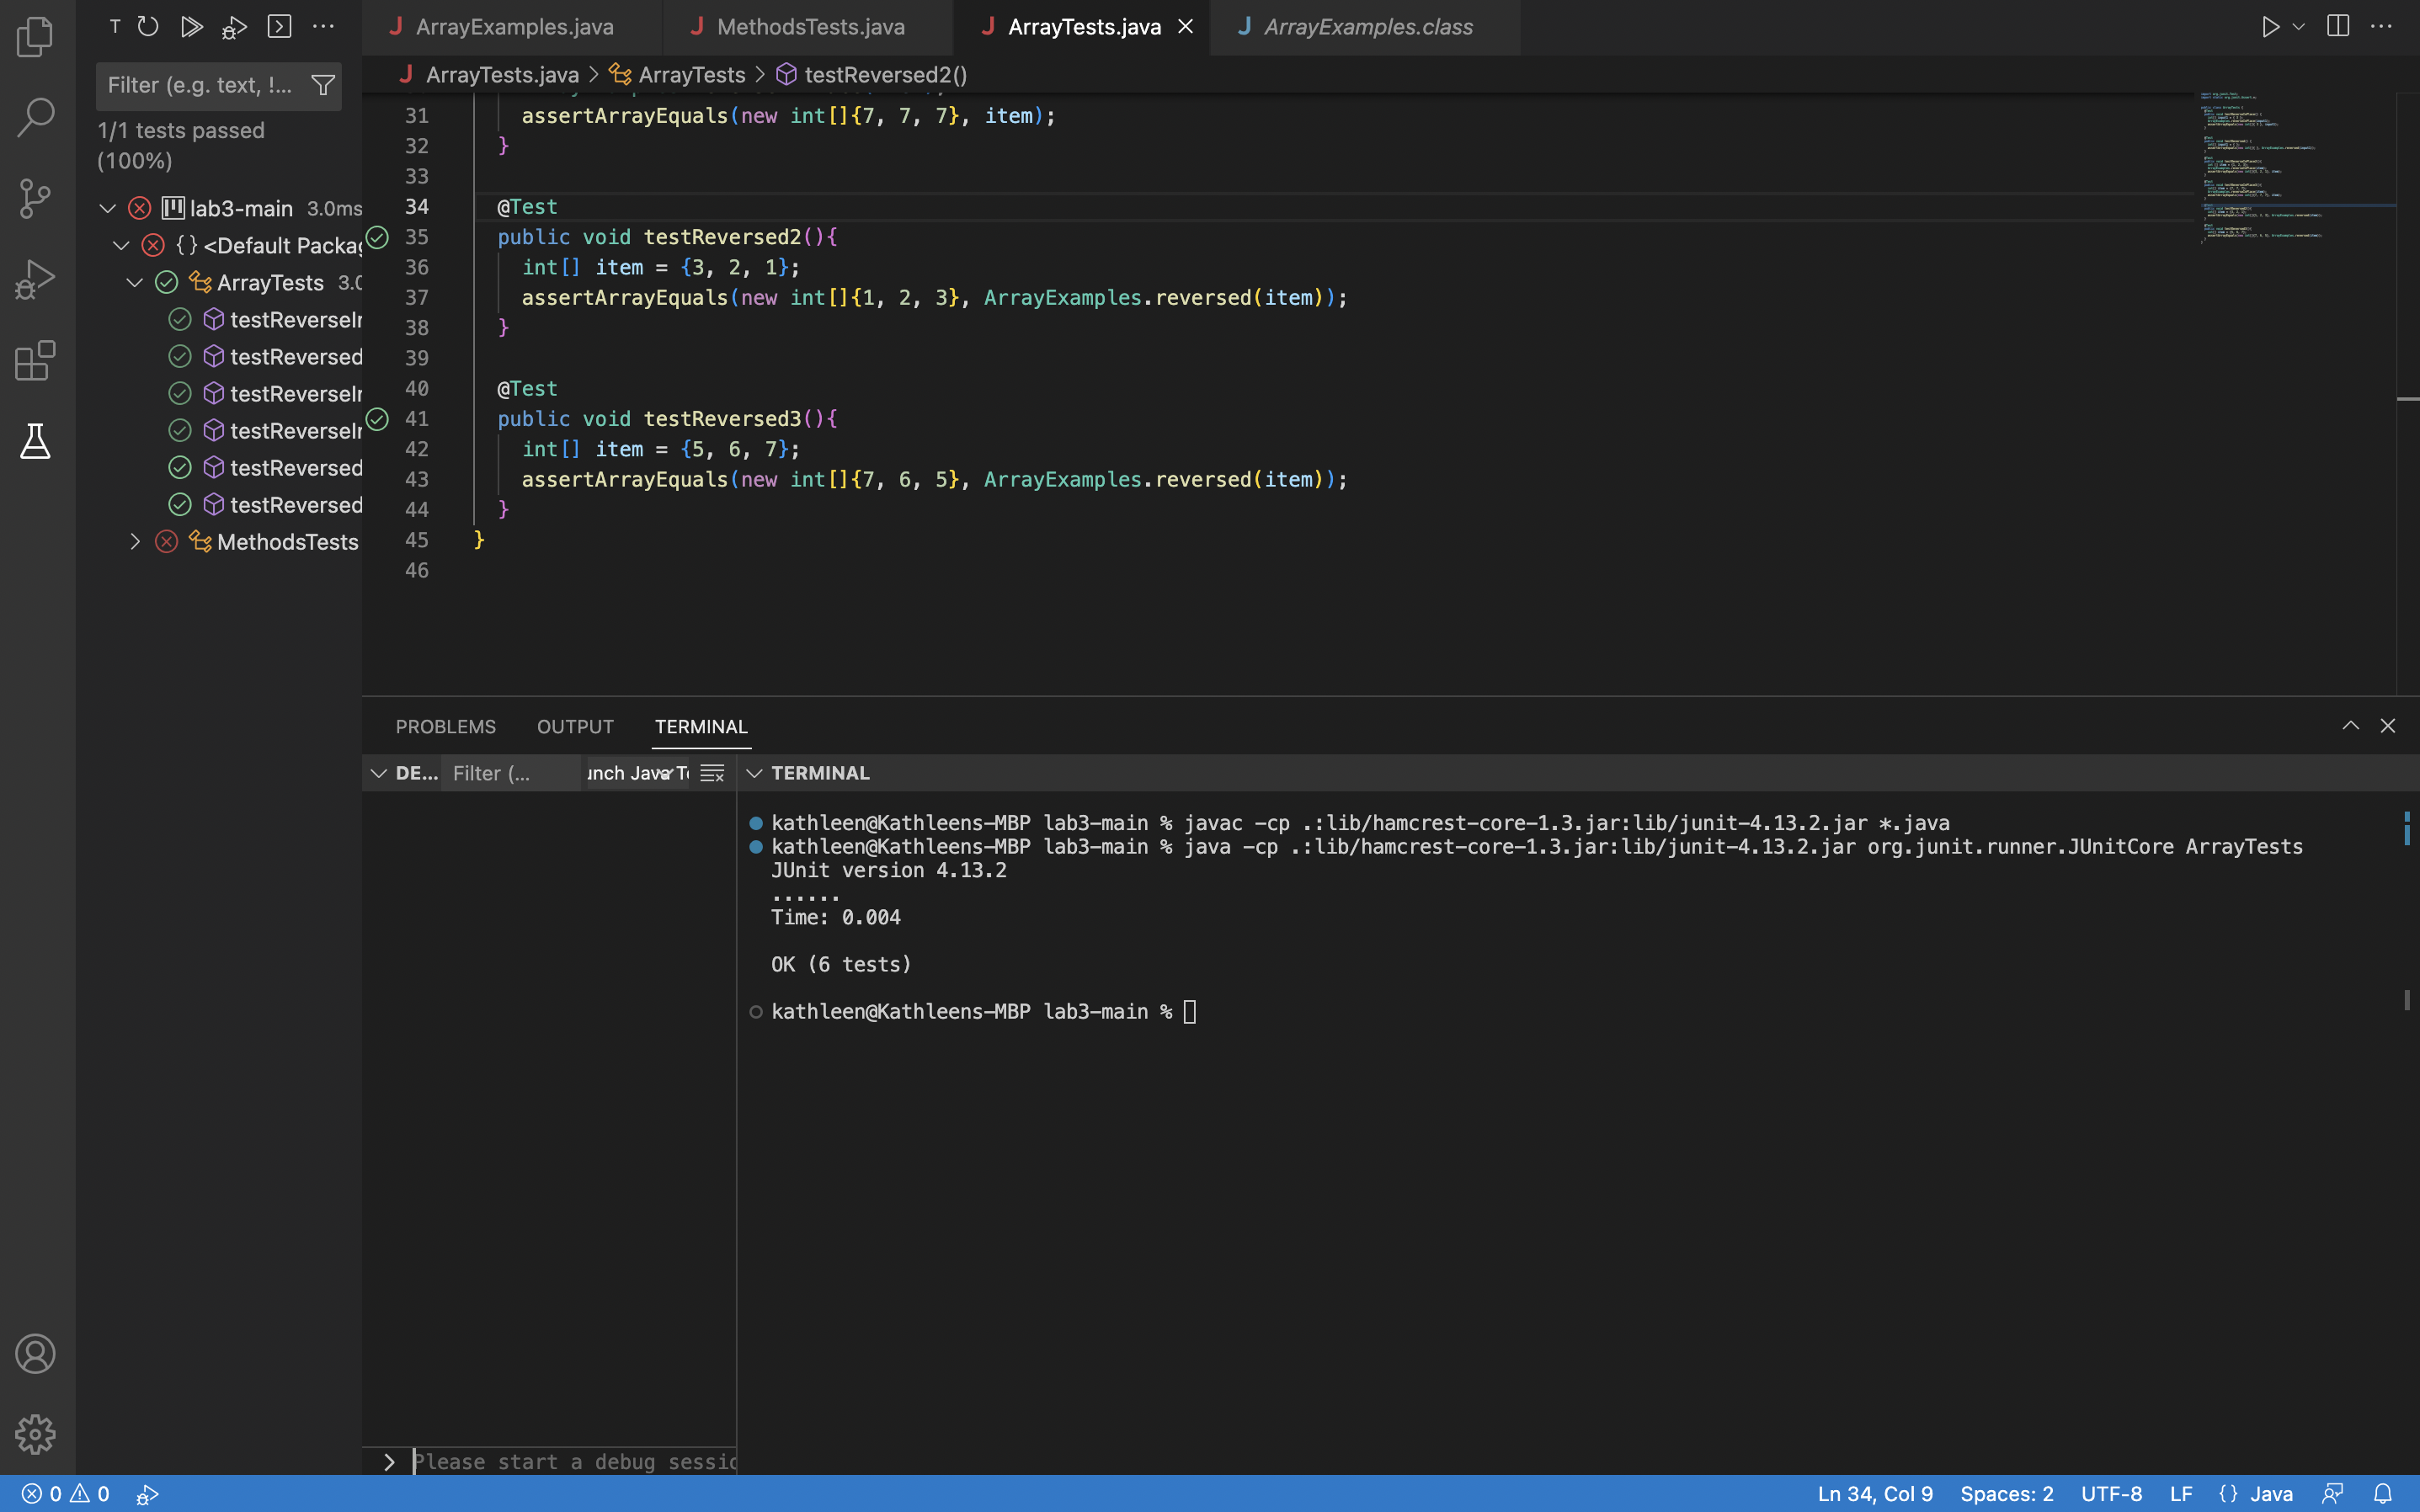 T
ArrayExamples.java
MethodsTests.java
ArrayTests.java
ArrayExamples.class
Filter (e.g. text, !...
1/1 tests passed
(100%)
lab3-main 3.0ms
{} <Default Packag
ArrayTests 3.0
testReverseIn
testReversed
testReverseIn
testReverseIn
testReversed
testReversed
MethodsTests
ArrayTests.java > ArrayTests > testReversed2()
31 assertArrayEquals(new int[]{7, 7, 7}, item);
32 }
33
34 @Test
35 public void testReversed2(){
36 int[] item = {3, 2, 1};
37 assertArrayEquals(new int[]{1, 2, 3}, ArrayExamples.reversed(item));
38 }
39
40 @Test
41 public void testReversed3(){
42 int[] item = {5, 6, 7};
43 assertArrayEquals(new int[]{7, 6, 5}, ArrayExamples.reversed(item));
44 }
45 }
46
PROBLEMS OUTPUT TERMINAL
DE... Filter (... unch Java Te
TERMINAL
kathleen@Kathleens-MBP lab3-main % javac -cp .:lib/hamcrest-core-1.3.jar:lib/junit-4.13.2.jar *.java
kathleen@Kathleens-MBP lab3-main % java -cp .:lib/hamcrest-core-1.3.jar:lib/junit-4.13.2.jar org.junit.runner.JUnitCore ArrayTests
JUnit version 4.13.2
......
Time: 0.004
OK (6 tests)
kathleen@Kathleens-MBP lab3-main %
Please start a debug sessio
0 0
Ln 34, Col 9 Spaces: 2 UTF-8 LF {} Java